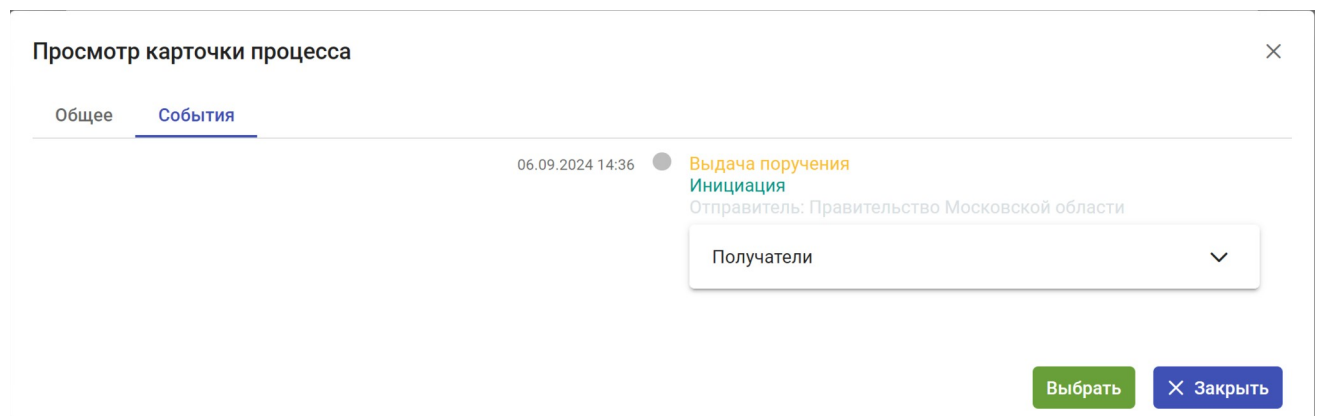 Просмотр карточки процесса
Общее События
06.09.2024 14:36 Выдача поручения
Инициация
Отправитель: Правительство Московской области
Получатели
Выбрать Закрыть